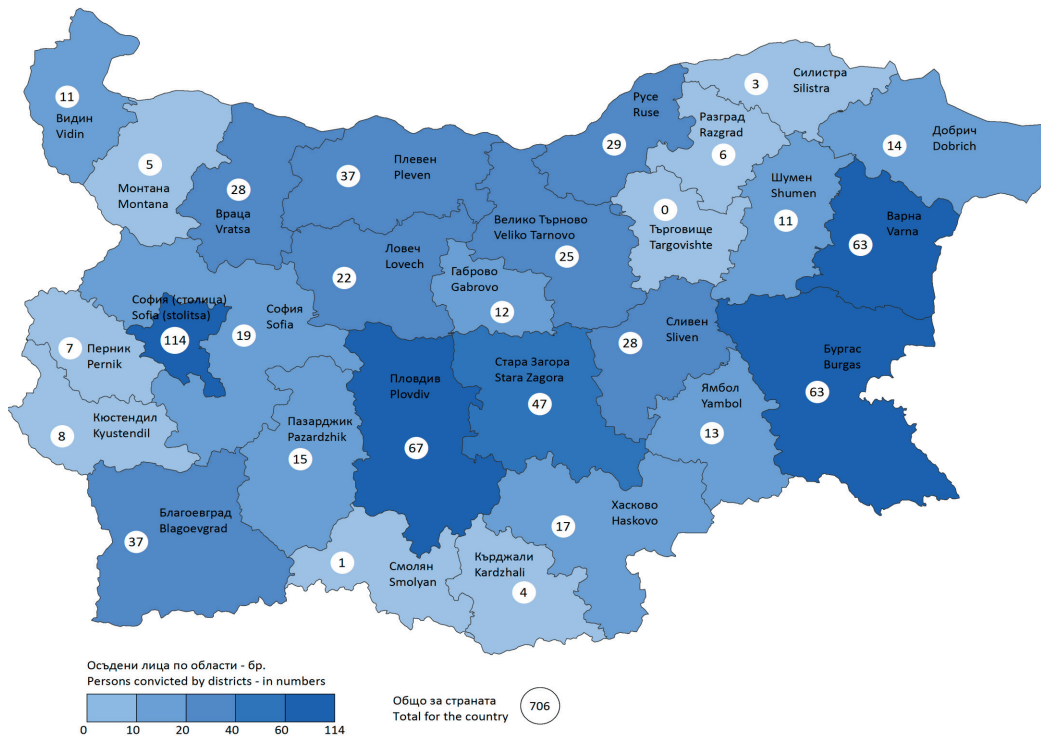 3
Силистра
Silistra
11
Видин
Vidin
Русе
Ruse
29
Разград
Razgrad
6
Добрич
Dobrich
14
5
Монтана
Montana
28
Враца
Vratsa
37
Плевен
Pleven
Шумен
Shumen
11
0
Търговище
Targovishte
Варна
Varna
63
Велико Търново
Veliko Tarnovo
25
Ловеч
Lovech
22
Габрово
Gabrovo
12
София (столица)
Sofia (stolitsa)
114
София
Sofia
19
7
Перник
Pernik
Сливен
Sliven
28
Бургас
Burgas
63
Стара Загора
Stara Zagora
47
Пловдив
Plovdiv
67
Ямбол
Yambol
13
Кюстендил
Kyustendil
8
Пазарджик
Pazardzhik
15
Благоевград
Blagoevgrad
37
Хасково
Haskovo
17
1
Смолян
Smolyan
Кърджали
Kardzhali
4
Осъдени лица по области - бр.
Persons convicted by districts - in numbers
0 10 20 40 60 114
Общо за страната
Total for the country
706